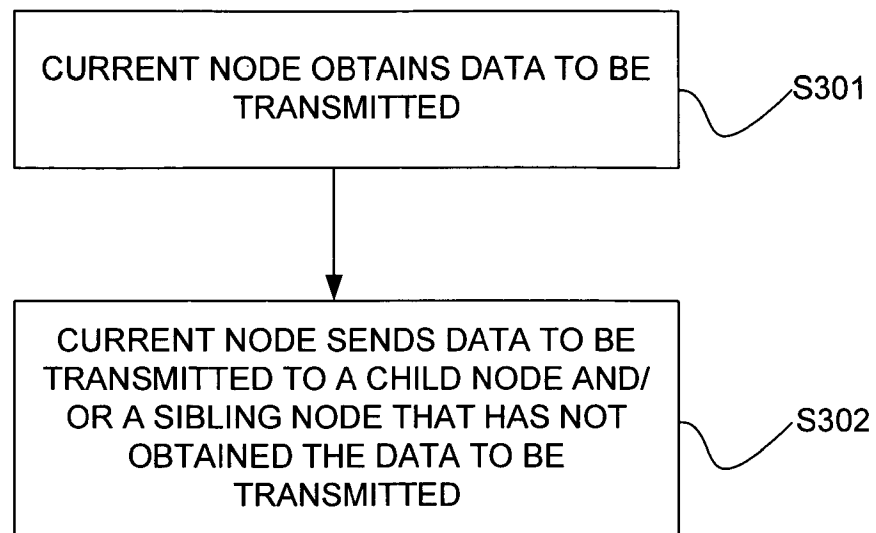 CURRENT NODE OBTAINS DATA TO BE
TRANSMITTED
S301
CURRENT NODE SENDS DATA TO BE
TRANSMITTED TO A CHILD NODE AND/
OR A SIBLING NODE THAT HAS NOT
OBTAINED THE DATA TO BE
TRANSMITTED
S302